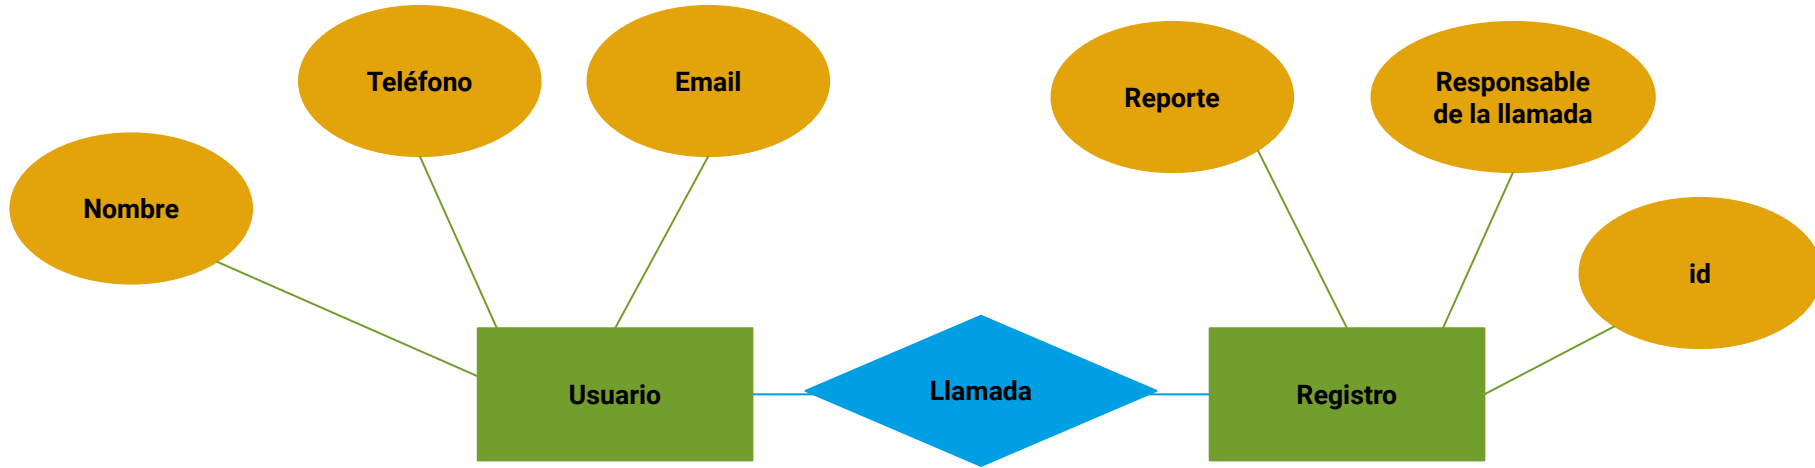 Teléfono
Email
Reporte
Responsable
de la llamada
Nombre
id
Usuario
Llamada
Registro